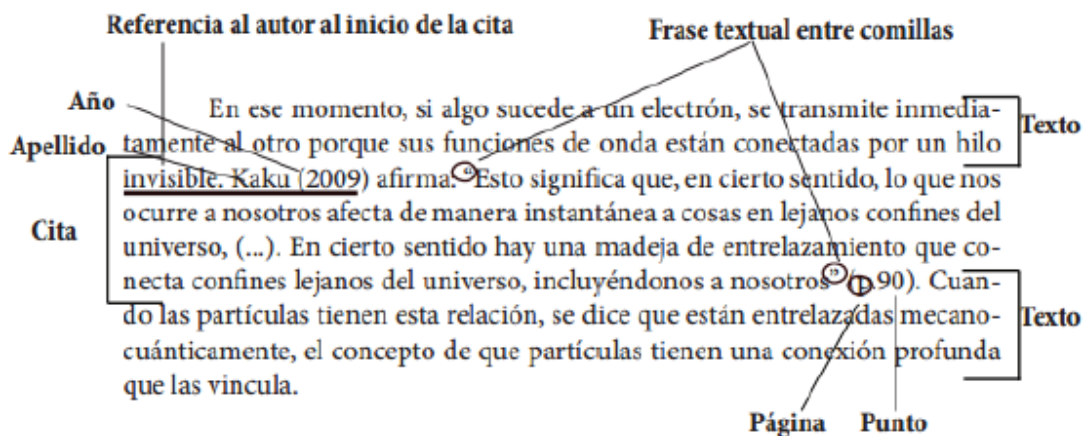 Referencia al autor al inicio de la cita
Frase textual entre comillas
Año
Apellido
Cita
En ese momento, si algo sucede a un electrón, se transmite inmedia-
tamente al otro porque sus funciones de onda están conectadas por un hilo
invisible. Kaku (2009) afirma: “Esto significa que, en cierto sentido, lo que nos
ocurre a nosotros afecta de manera instantánea a cosas en lejanos confines del
universo, (...). En cierto sentido hay una madeja de entrelazamiento que co-
necta confines lejanos del universo, incluyéndonos a nosotros” (p.90). Cuan-
do las partículas tienen esta relación, se dice que están entrelazadas mecano-
cuánticamente, el concepto de que partículas tienen una conexión profunda
que las vincula.
Texto
Texto
Página
Punto